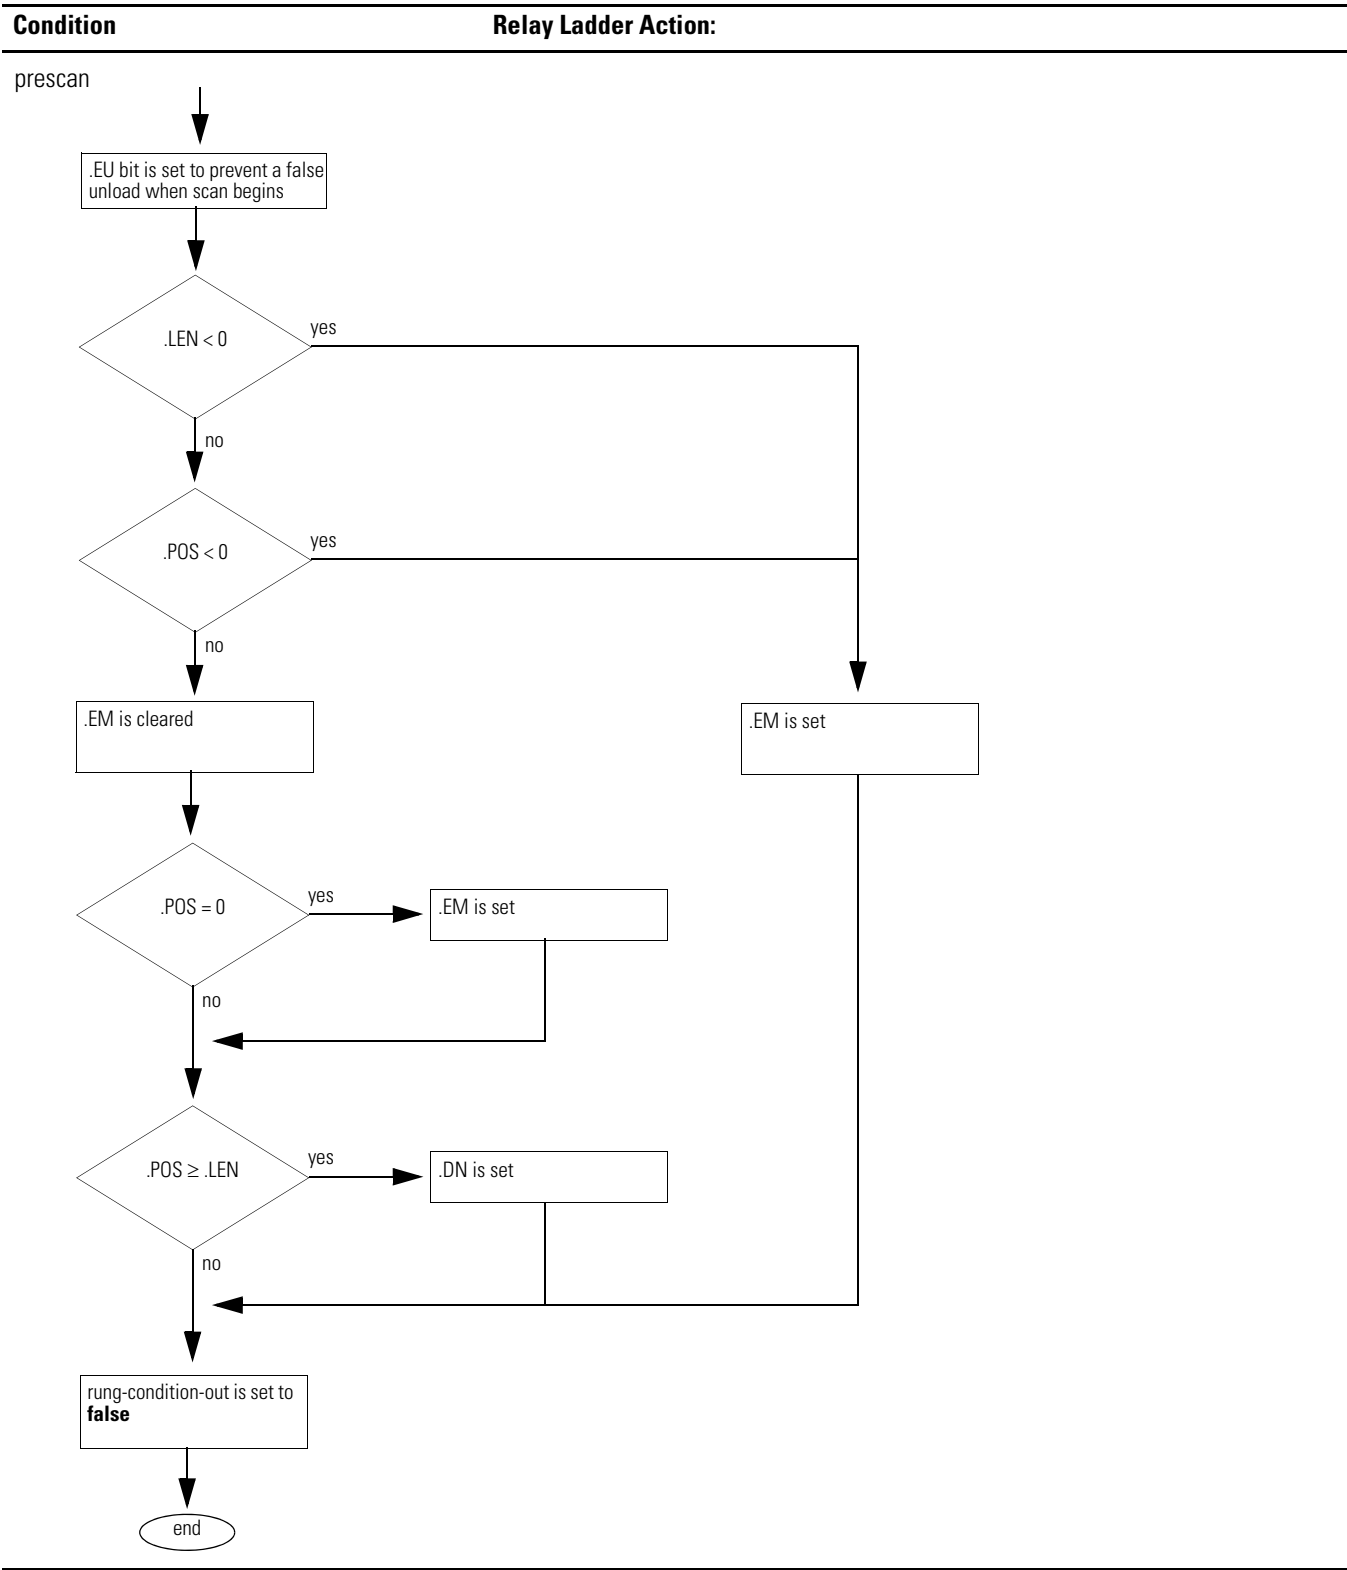 Condition Relay Ladder Action:
prescan
.EU bit is set to prevent a false
unload when scan begins
.LEN < 0
yes
no
.POS < 0
yes
no
.EM is cleared
.EM is set
.POS = 0
yes
.EM is set
no
.POS ≥ .LEN
yes
.DN is set
no
rung-condition-out is set to
false
end